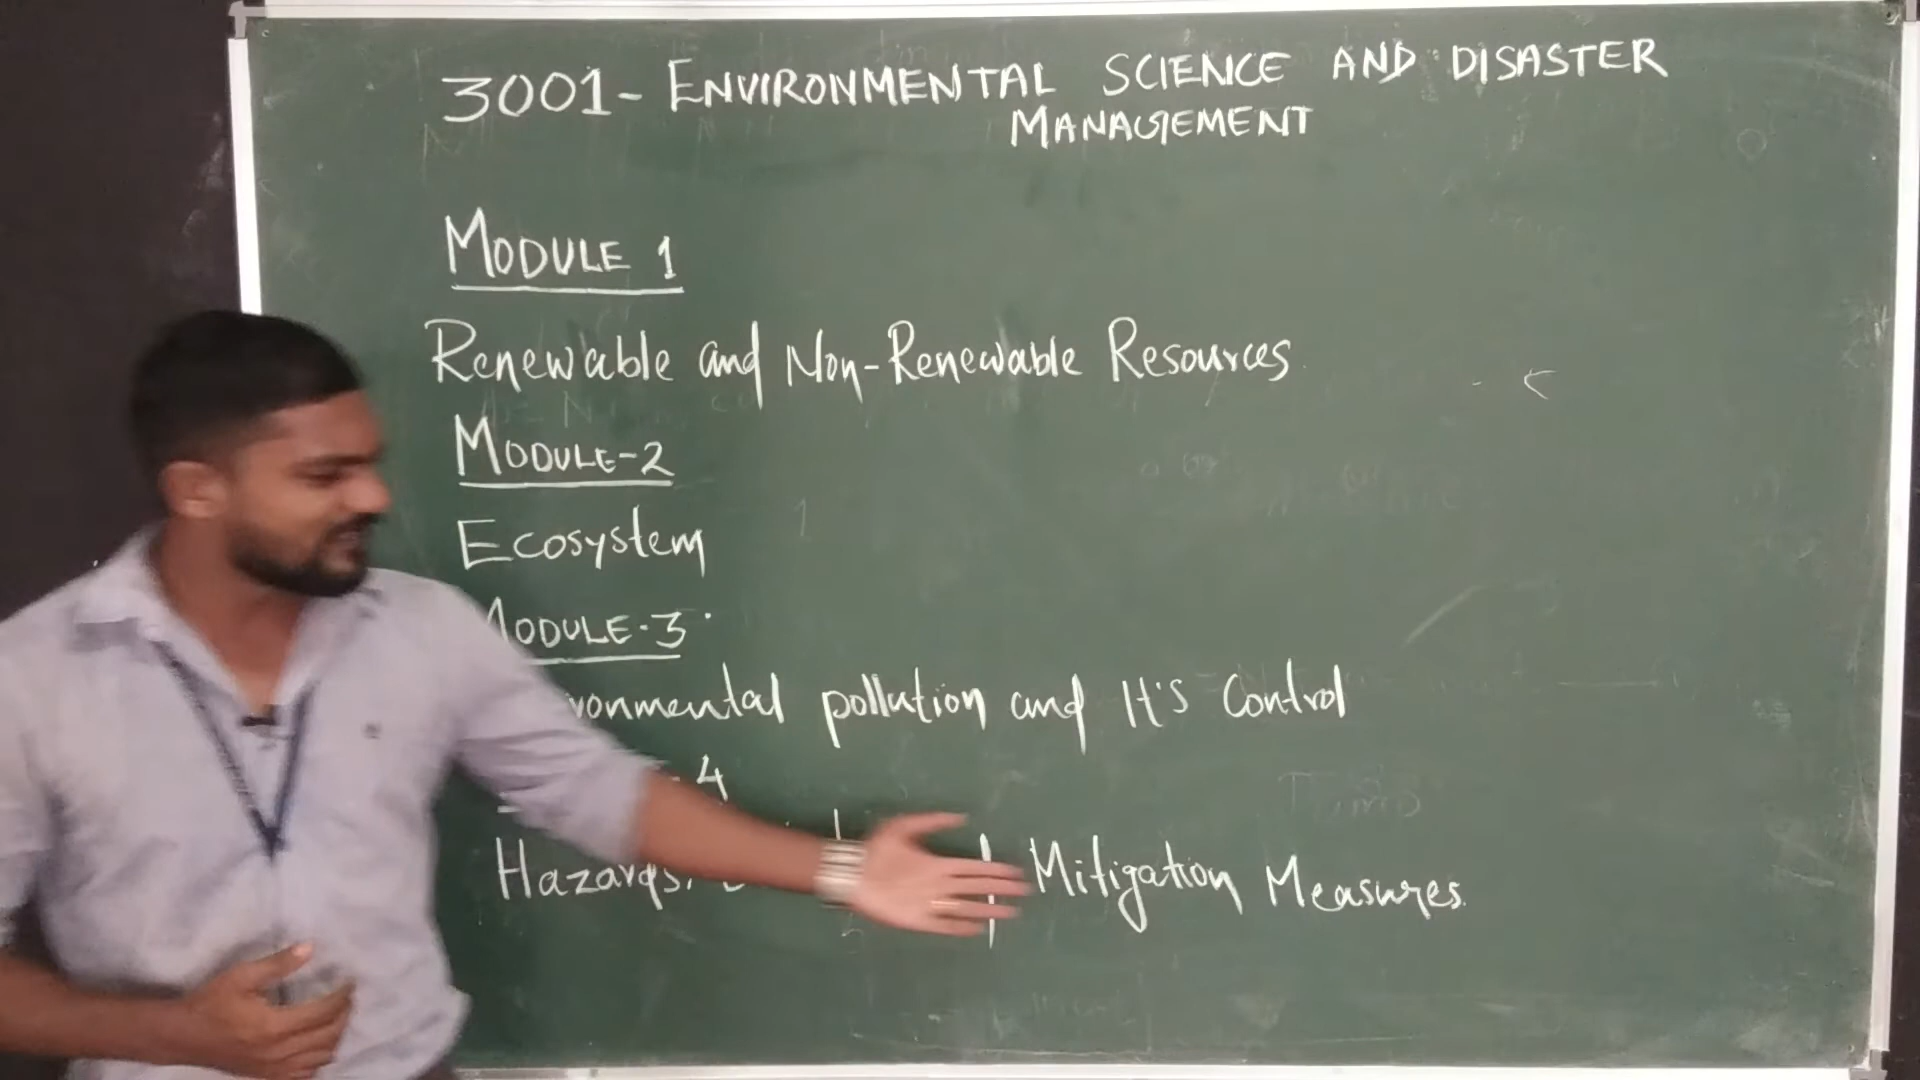 3001- ENVIRONMENTAL SCIENCE AND DISASTER
MANAGEMENT
MODULE 1
Renewable and Non-Renewable Resources
MODULE-2
Ecosystem
MODULE-3
vonmental pollution and It's Control
4
Hazards, Mitigation Measures.